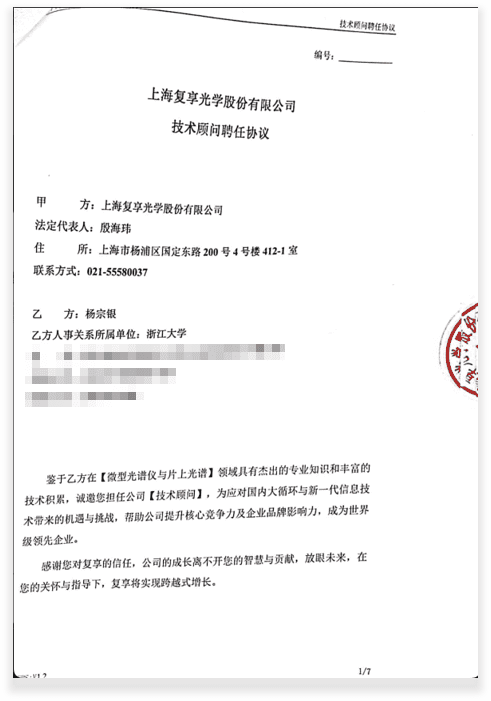 技术顾问聘任协议
编号：
上海复享光学股份有限公司
技术顾问聘任协议
甲 方：上海复享光学股份有限公司
法定代表人：殷海玮
住 所：上海市杨浦区国定东路 200 号 4 号楼 412-1 室
联系方式：021-55580037
乙 方：杨宗银
乙方人事关系所属单位：浙江大学
鉴于乙方在【微型光谱仪与片上光谱】领域具有杰出的专业知识和丰富的
技术积累，诚邀您担任公司【技术顾问】，为应对国内大循环与新一代信息技
术带来的机遇与挑战，帮助公司提升核心竞争力及企业品牌影响力，成为世界
级领先企业。
感谢您对复享的信任，公司的成长离不开您的智慧与贡献，放眼未来，在
您的关怀与指导下，复享将实现跨越式增长。
1/7